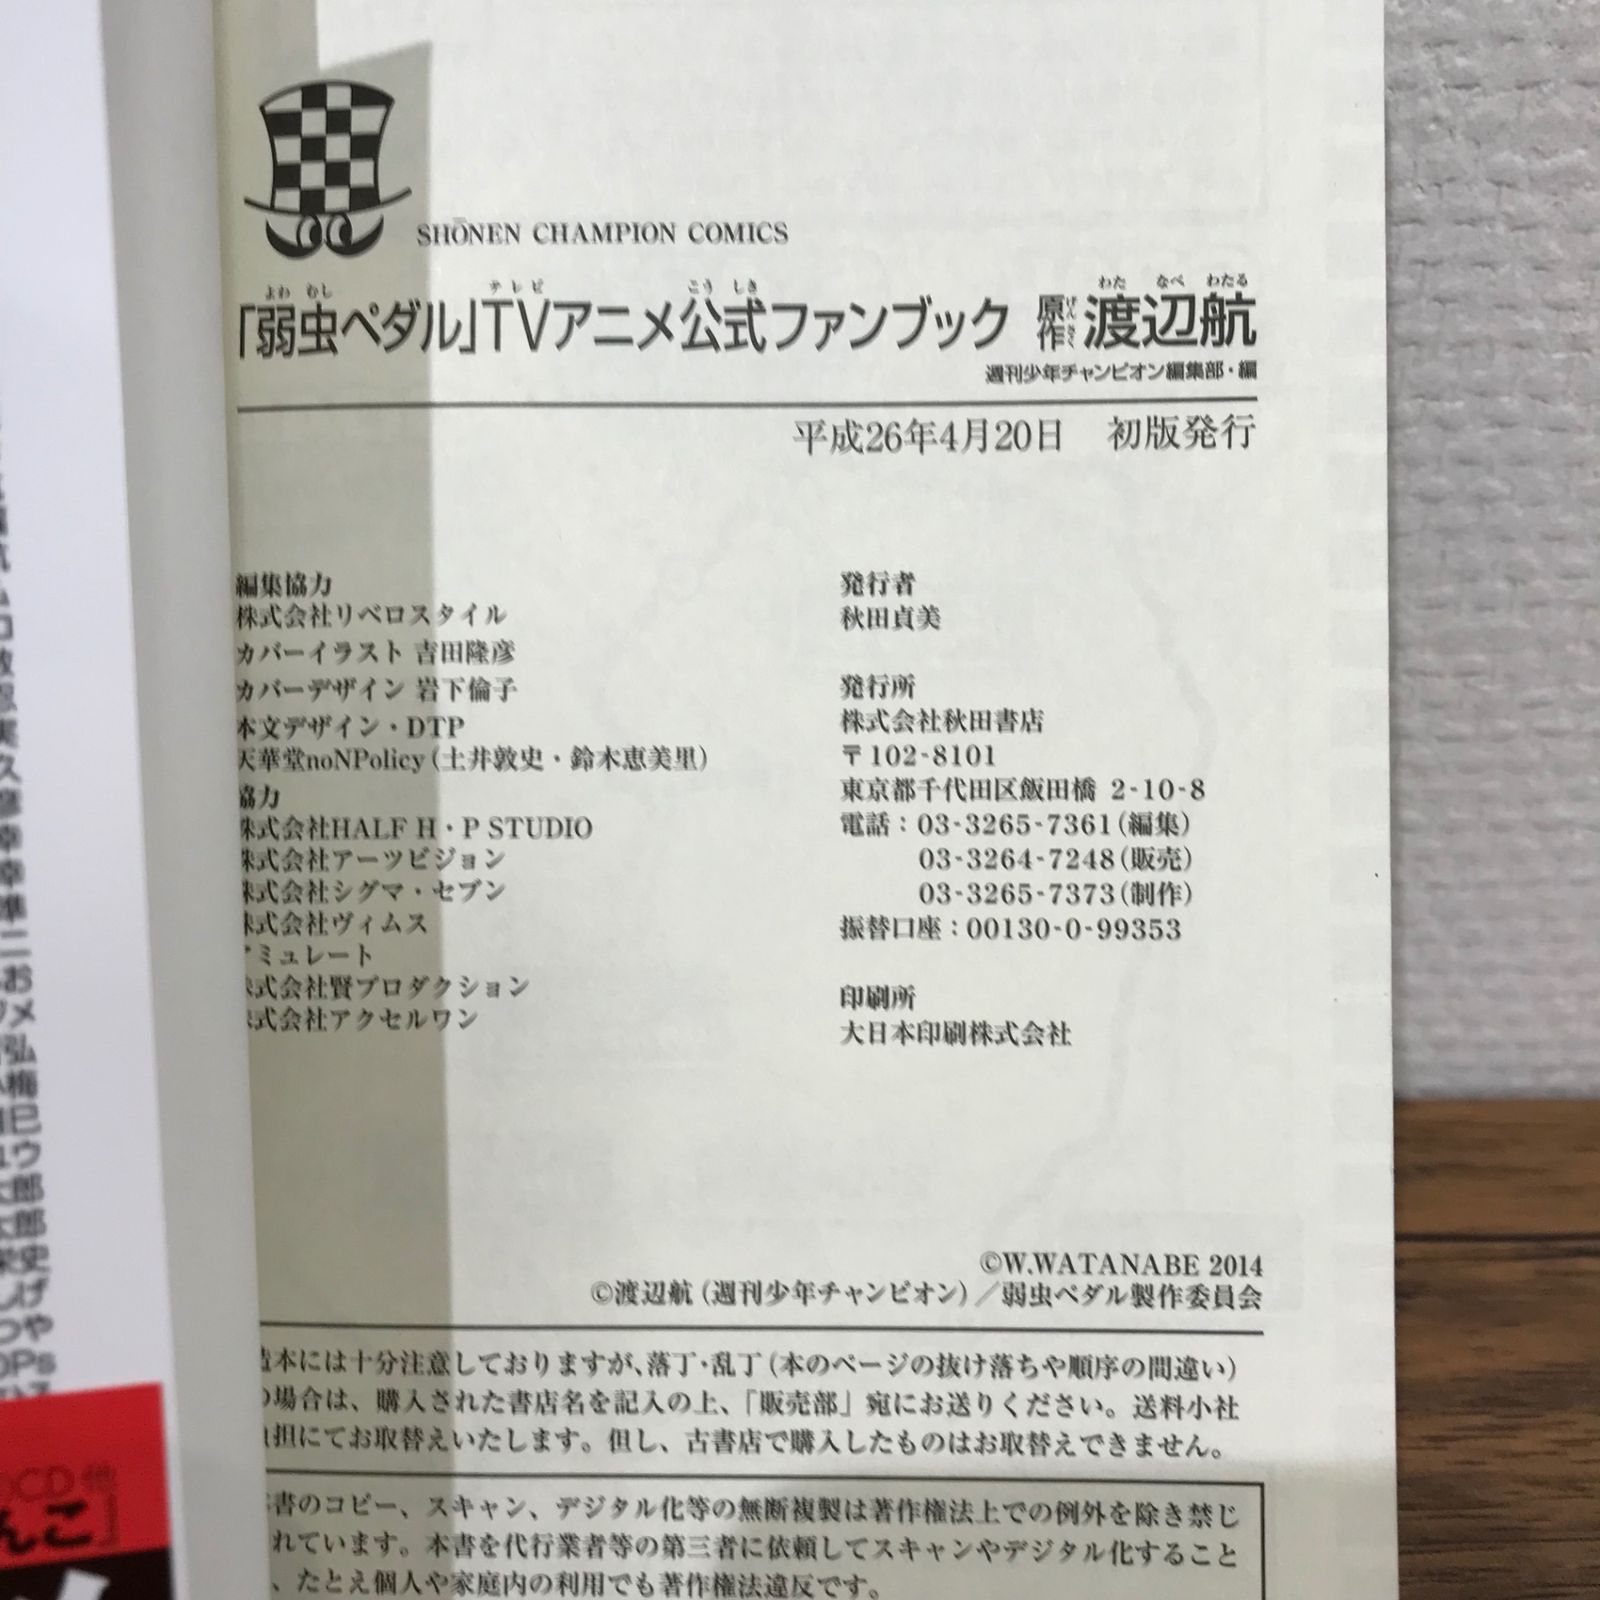 SHŌNEN CHAMPION COMICS
「弱虫ペダル」TVアニメ公式ファンブック 原作 渡辺航
週刊少年チャンピオン編集部・編
平成26年4月20日 初版発行
編集協力
株式会社リベロスタイル
カバーイラスト 吉田隆彦
カバーデザイン 岩下倫子
本文デザイン・DTP
天華堂noNPolicy(土井敦史・鈴木恵美里)
協力
株式会社HALF H・P STUDIO
株式会社アーツビジョン
株式会社シグマ・セブン
株式会社ヴィムス
アミュレート
株式会社賢プロダクション
株式会社アクセルワン
発行者
秋田貞美
発行所
株式会社秋田書店
〒102-8101
東京都千代田区飯田橋 2-10-8
電話：03-3265-7361(編集)
03-3264-7248(販売)
03-3265-7373(制作)
振替口座：00130-0-99353
印刷所
大日本印刷株式会社
©W.WATANABE 2014
©渡辺航(週刊少年チャンピオン)／弱虫ペダル製作委員会
造本には十分注意しておりますが、落丁・乱丁(本のページの抜け落ちや順序の間違い)
の場合は、購入された書店名を記入の上、「販売部」宛にお送りください。送料小社
負担にてお取替えいたします。但し、古書店で購入したものはお取替えできません。
本書のコピー、スキャン、デジタル化等の無断複製は著作権法上での例外を除き禁じ
れています。本書を代行業者等の第三者に依頼してスキャンやデジタル化すること
、たとえ個人や家庭内の利用でも著作権法違反です。